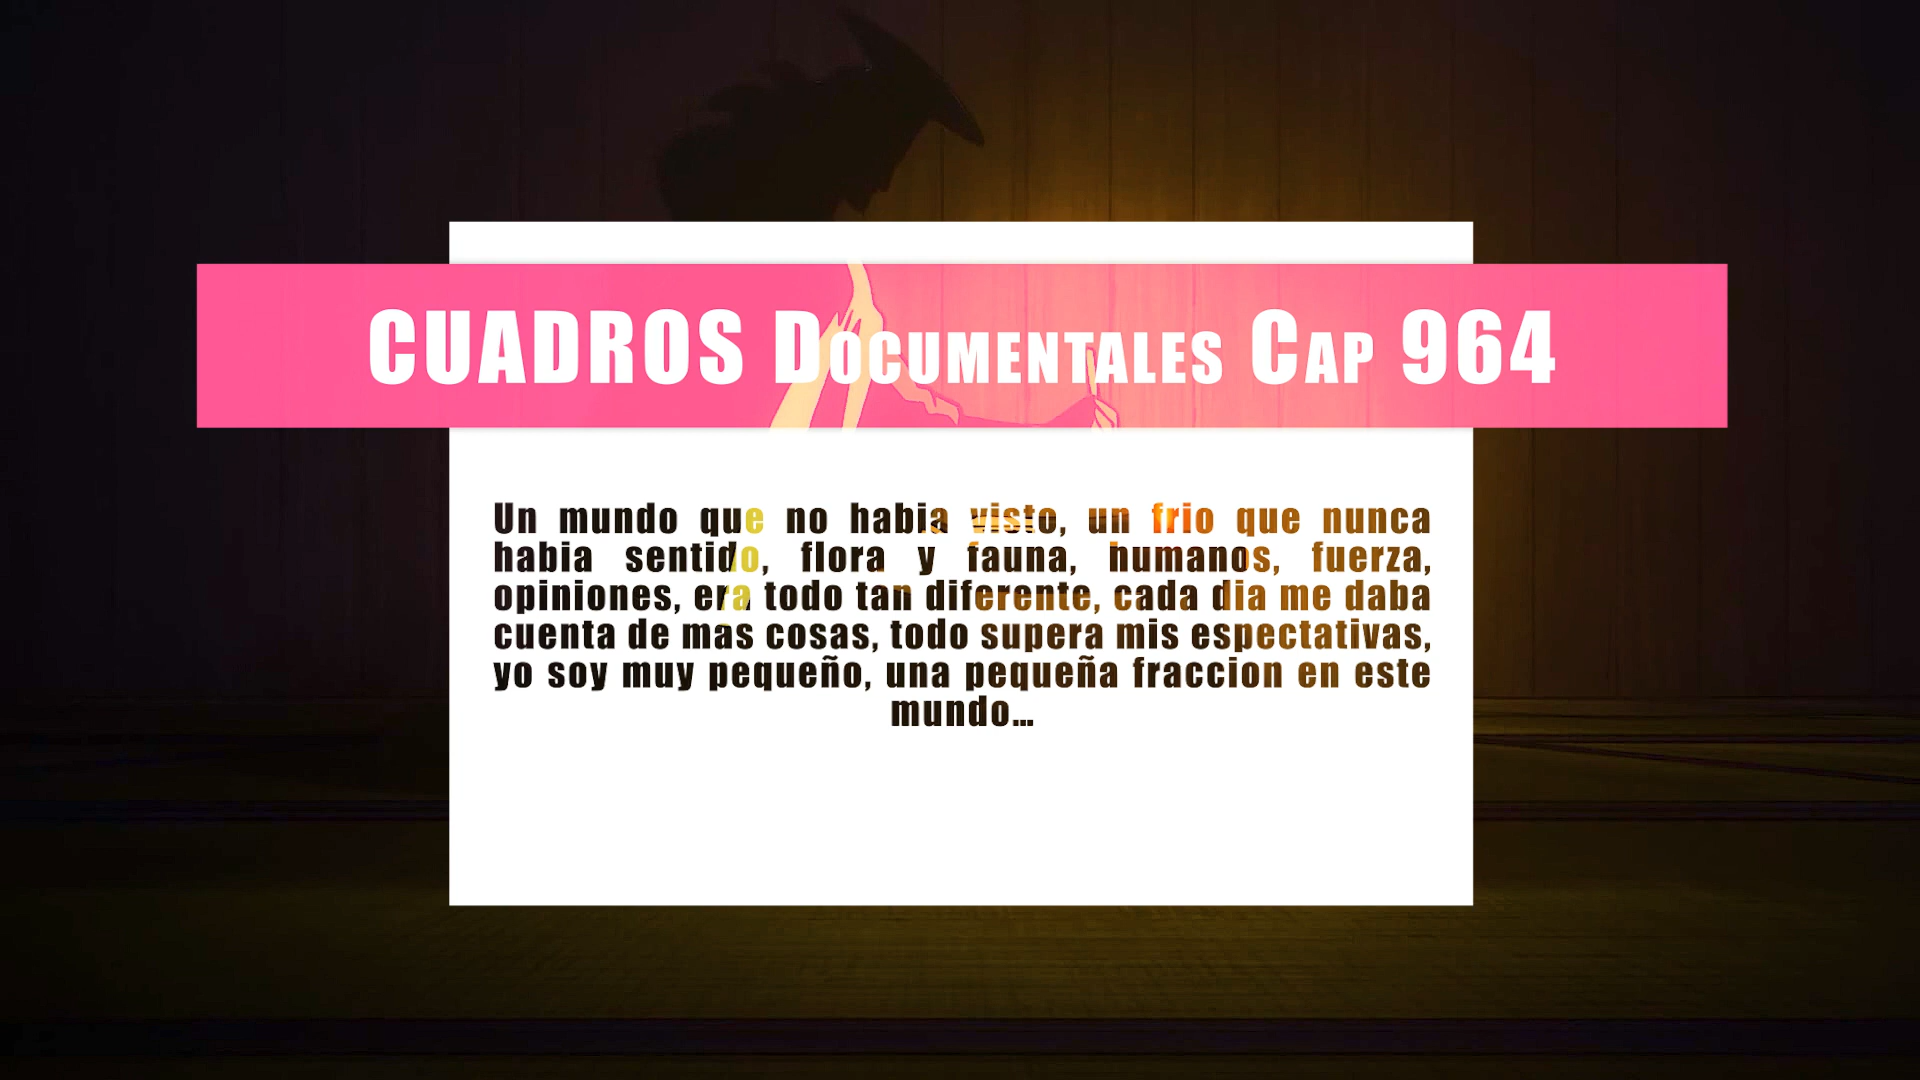 CUADROS DOCUMENTALES CAP 964
Un mundo que no habia visto, un frio que nunca
habia sentido, flora y fauna, humanos, fuerza,
opiniones, era todo tan diferente, cada dia me daba
cuenta de mas cosas, todo supera mis espectativas,
yo soy muy pequeño, una pequeña fraccion en este
mundo...